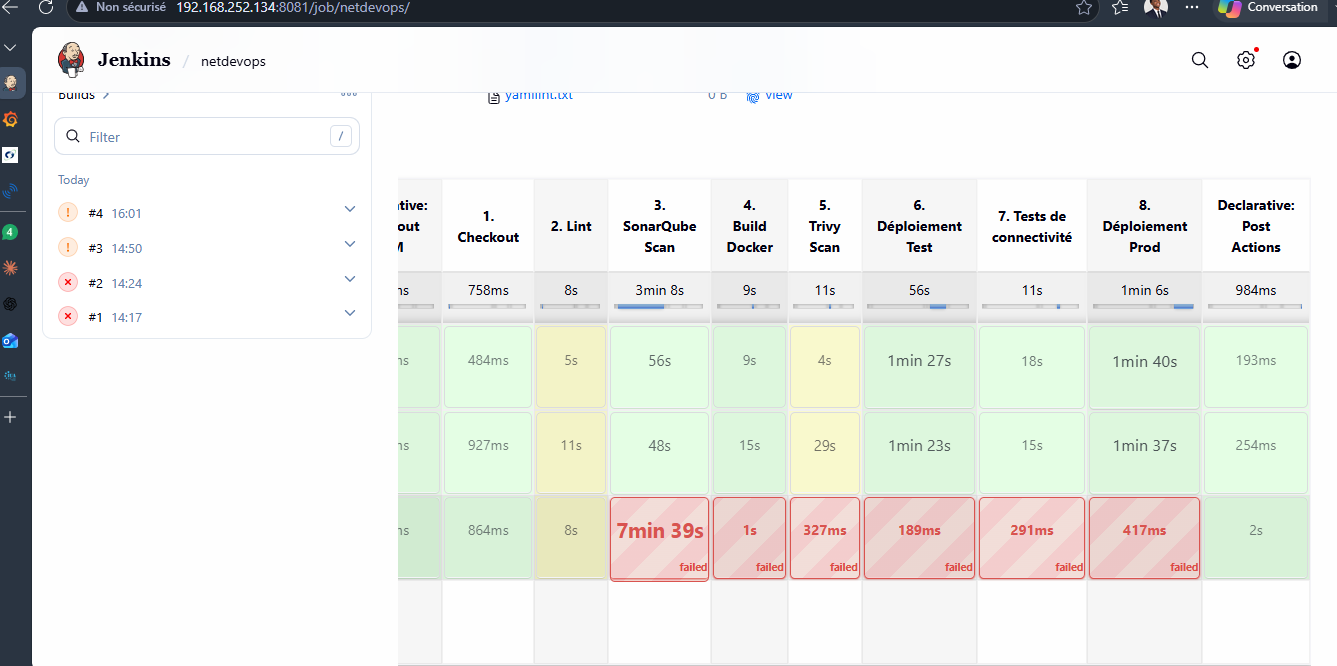 Non sécurisé 192.168.252.134:8081/job/netdevops/
Conversation
Jenkins / netdevops
Builds
yamllint.txt 0 B view
Filter /
Today
#4 16:01
#3 14:50
#2 14:24
#1 14:17
4
1. Checkout
2. Lint
3. SonarQube Scan
4. Build Docker
5. Trivy Scan
6. Déploiement Test
7. Tests de connectivité
8. Déploiement Prod
Declarative: Post Actions
758ms 8s 3min 8s 9s 11s 56s 11s 1min 6s 984ms
484ms 5s 56s 9s 4s 1min 27s 18s 1min 40s 193ms
927ms 11s 48s 15s 29s 1min 23s 15s 1min 37s 254ms
864ms 8s 7min 39s 1s 327ms 189ms 291ms 417ms 2s
failed failed failed failed failed failed